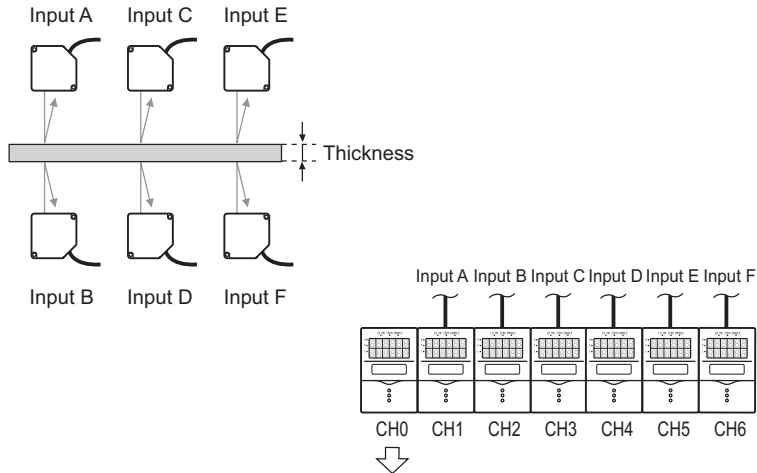 Input A Input C Input E
Thickness
Input B Input D Input F
Input A Input B Input C Input D Input E Input F
CH0 CH1 CH2 CH3 CH4 CH5 CH6